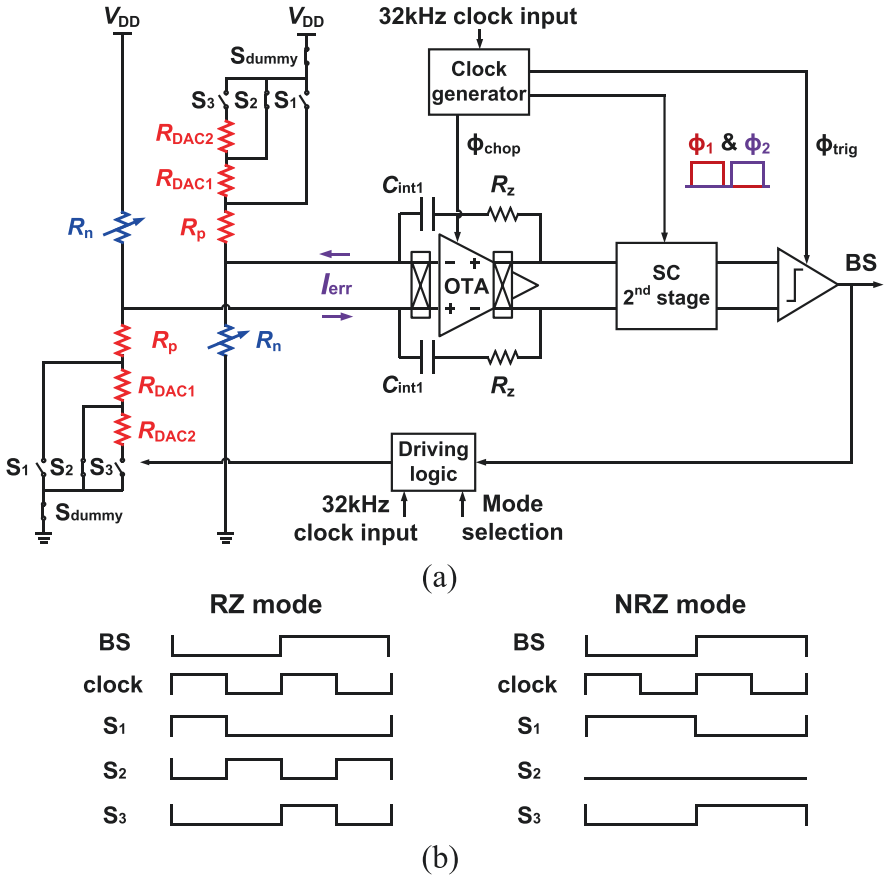 32kHz clock input
VDD
VDD
Sdummy
Clock
generator
S3
S2
S1
RDAC2
ϕchop
ϕ1 & ϕ2
ϕtrig
RDAC1
Cint1
Rz
Rn
Rp
− +
OTA
+ −
Ierr
SC
2nd stage
BS
Rp
Rn
RDAC1
Cint1
Rz
RDAC2
S1
S2
S3
Driving
logic
Sdummy
32kHz
clock input
Mode
selection
(a)
RZ mode
NRZ mode
BS
BS
clock
clock
S1
S1
S2
S2
S3
S3
(b)